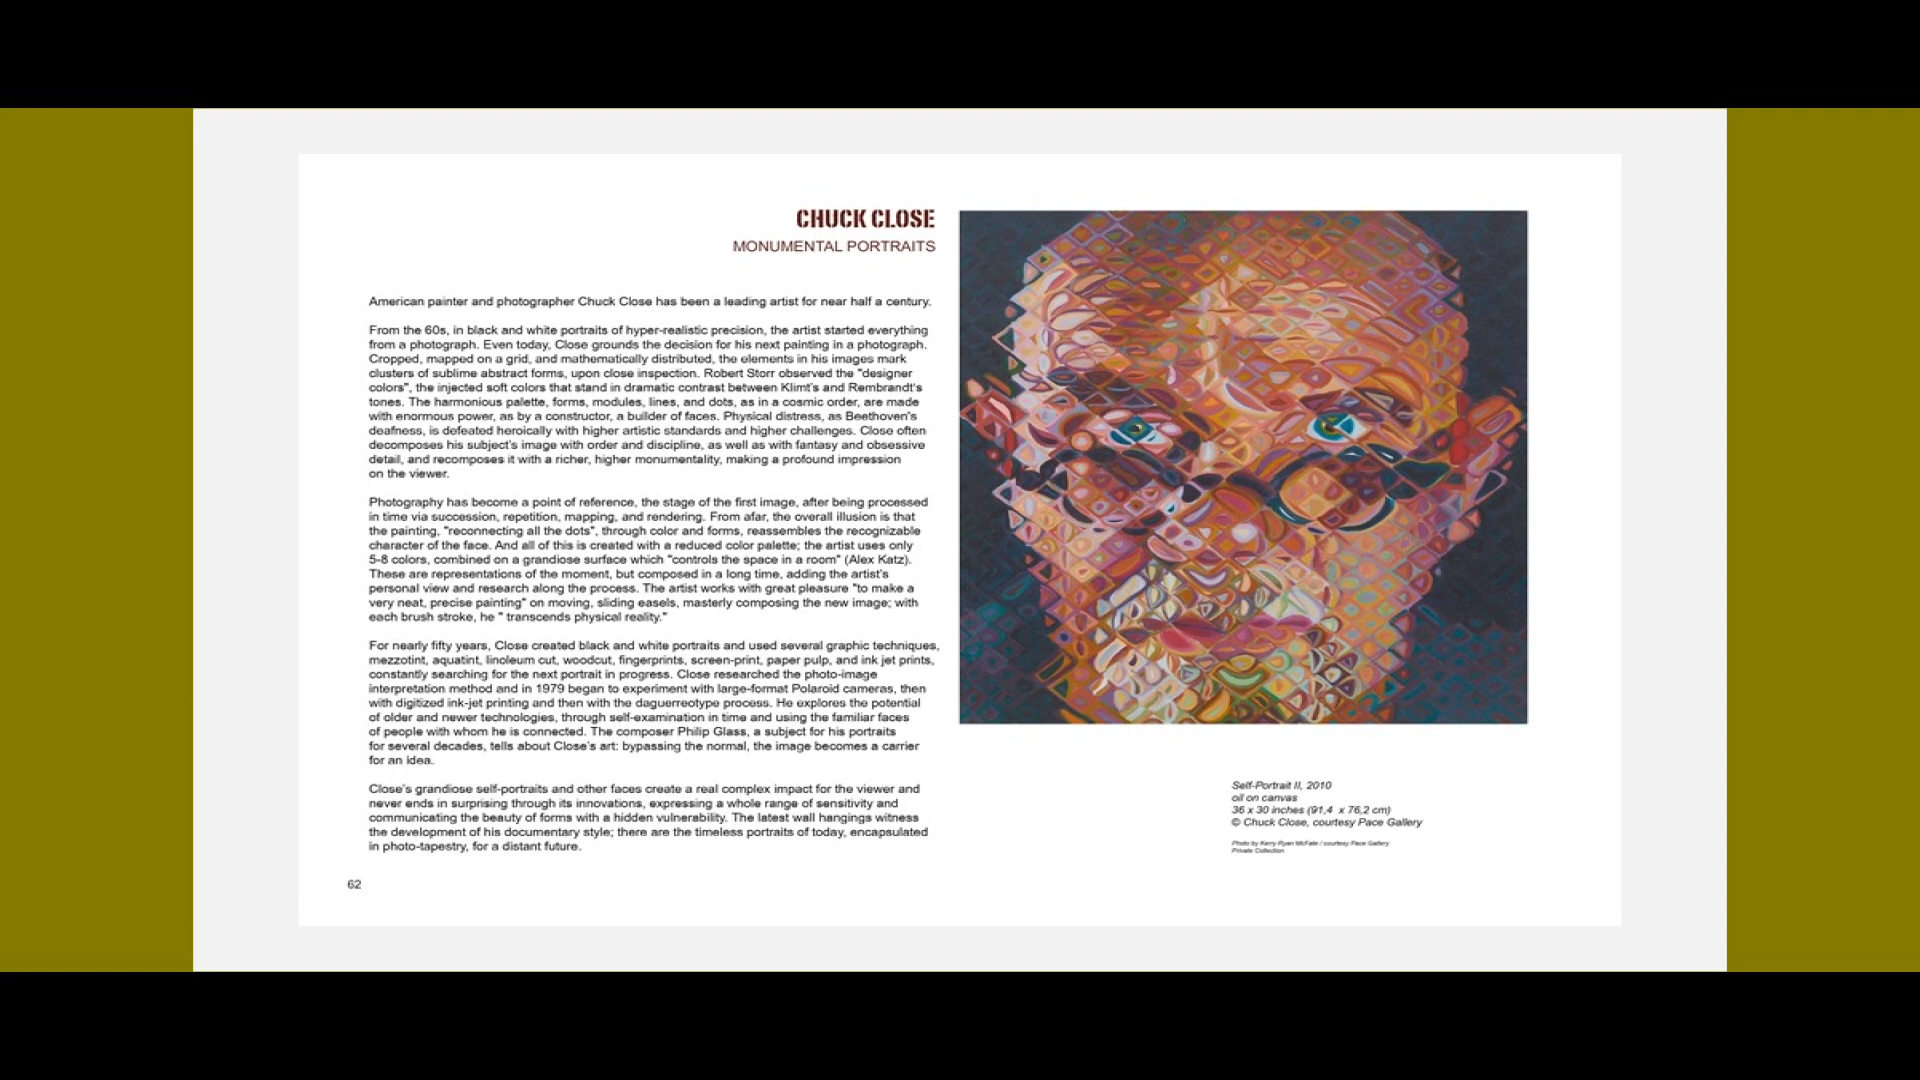 CHUCK CLOSE
MONUMENTAL PORTRAITS
American painter and photographer Chuck Close has been a leading artist for near half a century.
From the 60s, in black and white portraits of hyper-realistic precision, the artist started everything
from a photograph. Even today, Close grounds the decision for his next painting in a photograph.
Cropped, mapped on a grid, and mathematically distributed, the elements in his images mark
clusters of sublime abstract forms, upon close inspection. Robert Storr observed the "designer
colors", the injected soft colors that stand in dramatic contrast between Klimt's and Rembrandt's
tones. The harmonious palette, forms, modules, lines, and dots, as in a cosmic order, are made
with enormous power, as by a constructor, a builder of faces. Physical distress, as Beethoven's
deafness, is defeated heroically with higher artistic standards and higher challenges. Close often
decomposes his subject's image with order and discipline, as well as with fantasy and obsessive
detail, and recomposes it with a richer, higher monumentality, making a profound impression
on the viewer.
Photography has become a point of reference, the stage of the first image, after being processed
in time via succession, repetition, mapping, and rendering. From afar, the overall illusion is that
the painting, "reconnecting all the dots", through color and forms, reassembles the recognizable
character of the face. And all of this is created with a reduced color palette; the artist uses only
5-8 colors, combined on a grandiose surface which "controls the space in a room" (Alex Katz).
These are representations of the moment, but composed in a long time, adding the artist's
personal view and research along the process. The artist works with great pleasure "to make a
very neat, precise painting" on moving, sliding easels, masterly composing the new image; with
each brush stroke, he " transcends physical reality."
For nearly fifty years, Close created black and white portraits and used several graphic techniques,
mezzotint, aquatint, linoleum cut, woodcut, fingerprints, screen-print, paper pulp, and ink jet prints,
constantly searching for the next portrait in progress. Close researched the photo-image
interpretation method and in 1979 began to experiment with large-format Polaroid cameras, then
with digitized ink-jet printing and then with the daguerreotype process. He explores the potential
of older and newer technologies, through self-examination in time and using the familiar faces
of people with whom he is connected. The composer Philip Glass, a subject for his portraits
for several decades, tells about Close's art: bypassing the normal, the image becomes a carrier
for an idea.
Close's grandiose self-portraits and other faces create a real complex impact for the viewer and
never ends in surprising through its innovations, expressing a whole range of sensitivity and
communicating the beauty of forms with a hidden vulnerability. The latest wall hangings witness
the development of his documentary style; there are the timeless portraits of today, encapsulated
in photo-tapestry, for a distant future.
62
Self-Portrait II, 2010
oil on canvas
36 x 30 inches (91,4 x 76,2 cm)
© Chuck Close, courtesy Pace Gallery
Photo by Kerry Ryan McFate / courtesy Pace Gallery
Private Collection